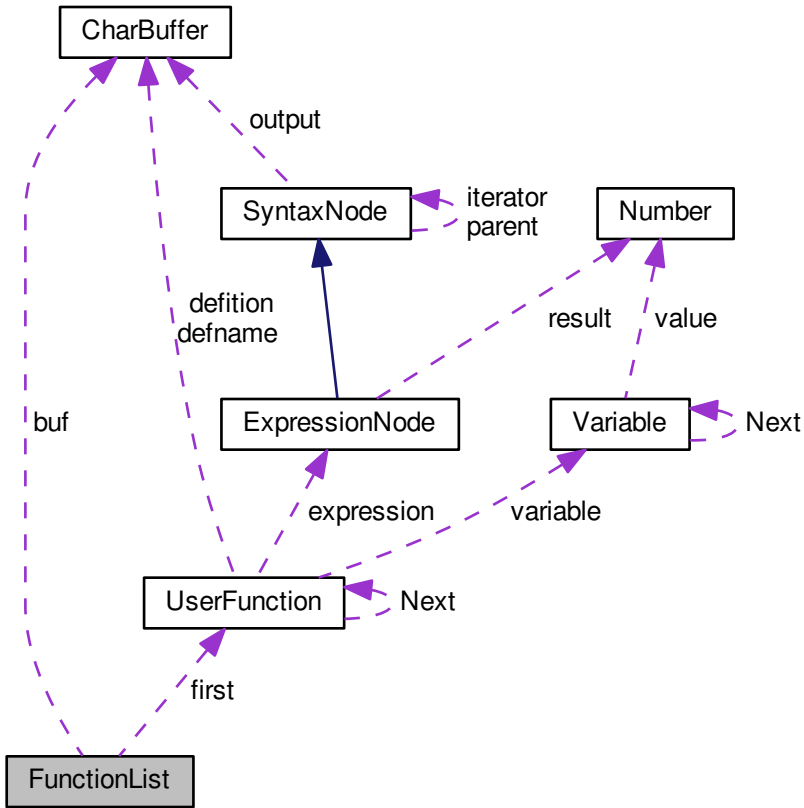 CharBuffer
output
SyntaxNode
iterator
parent
Number
defition
defname
result
value
buf
ExpressionNode
Variable
Next
expression
variable
UserFunction
Next
first
FunctionList